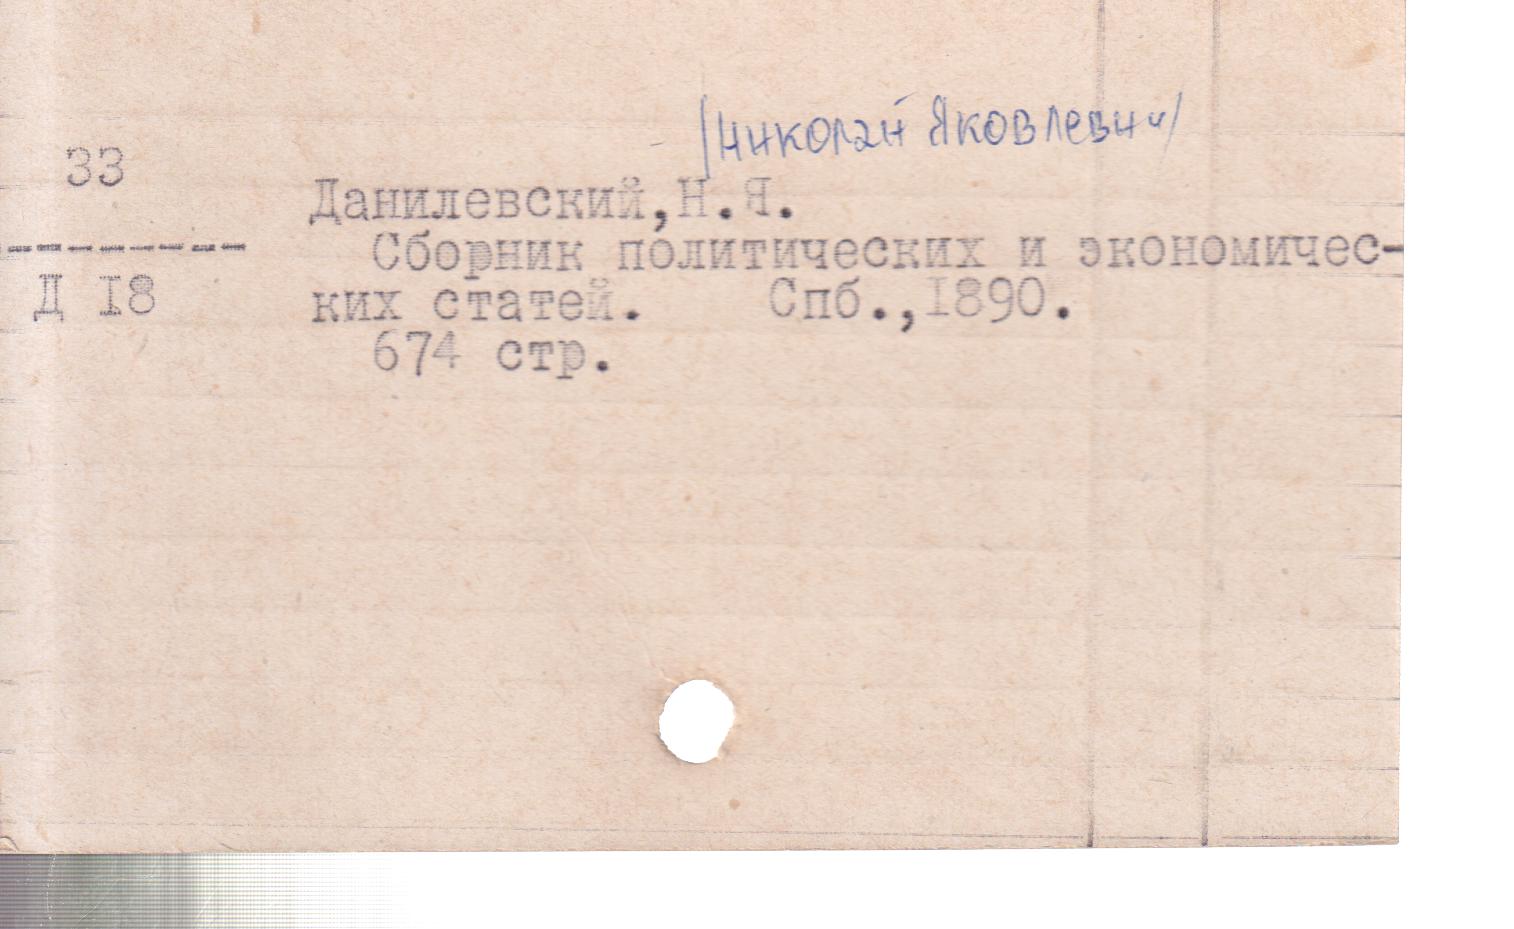 /Николай Яковлевич/
33
Данилевский,Н.Я.
---------
Сборник политических и экономичес-
Д I8
ких статей. Спб.,I890.
674 стр.